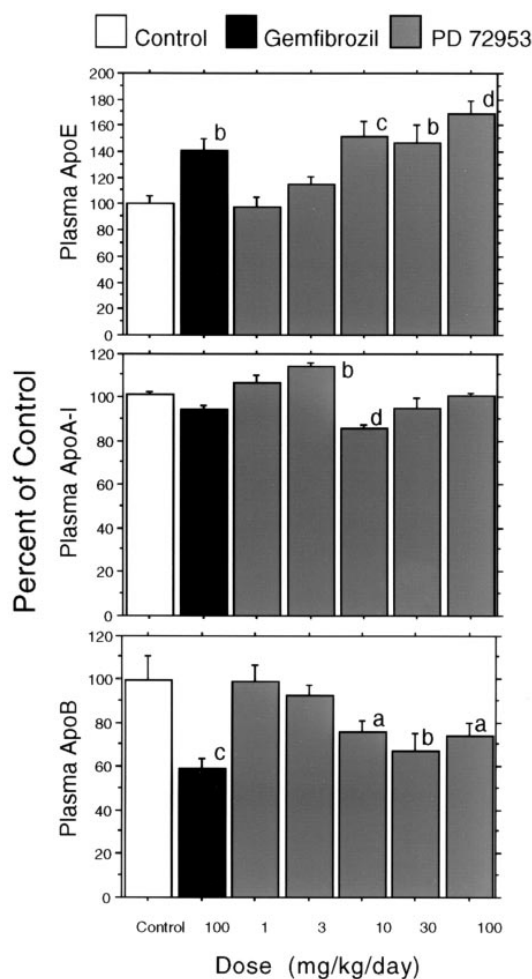 Control Gemfibrozil PD 72953
Percent of Control
Plasma ApoE
200
180
160
140
120
100
80
60
40
20
0
b
c
b
d
Plasma ApoA-I
120
100
80
60
40
20
0
b
d
Plasma ApoB
120
100
80
60
40
20
0
c
a
b
a
Control 100 1 3 10 30 100
Dose (mg/kg/day)